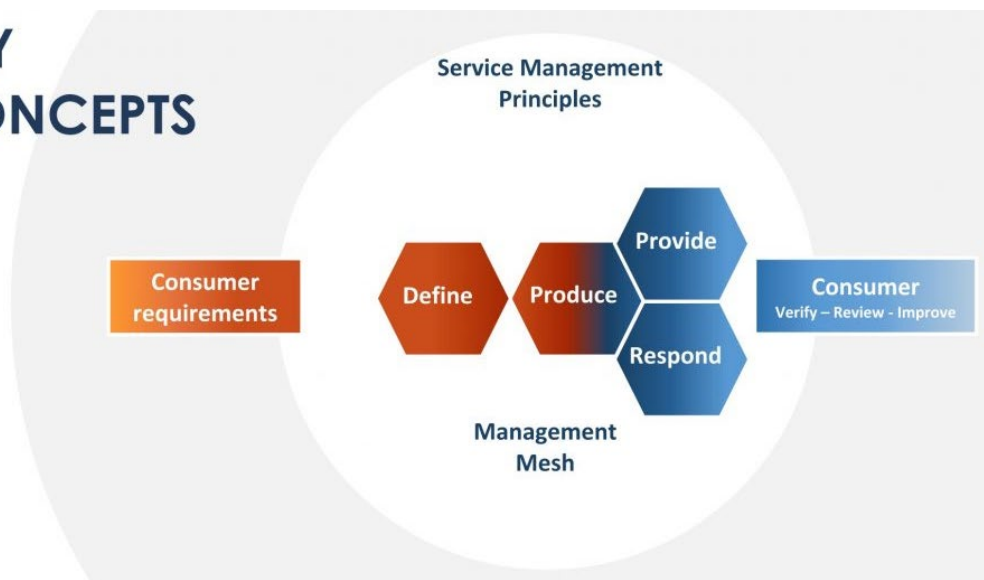 Y
ONCEPTS
Service Management
Principles
Consumer
requirements
Define
Produce
Provide
Respond
Consumer
Verify – Review - Improve
Management
Mesh